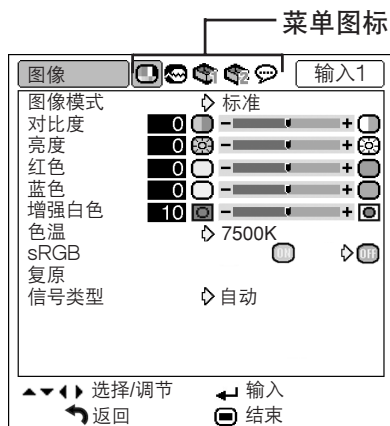 菜单图标
图像 输入1
图像模式 标准
对比度 0 - +
亮度 0 - +
红色 0 - +
蓝色 0 - +
增强白色 10 - +
色温 7500K
sRGB ON OFF
复原
信号类型 自动
选择/调节 输入
返回 结束